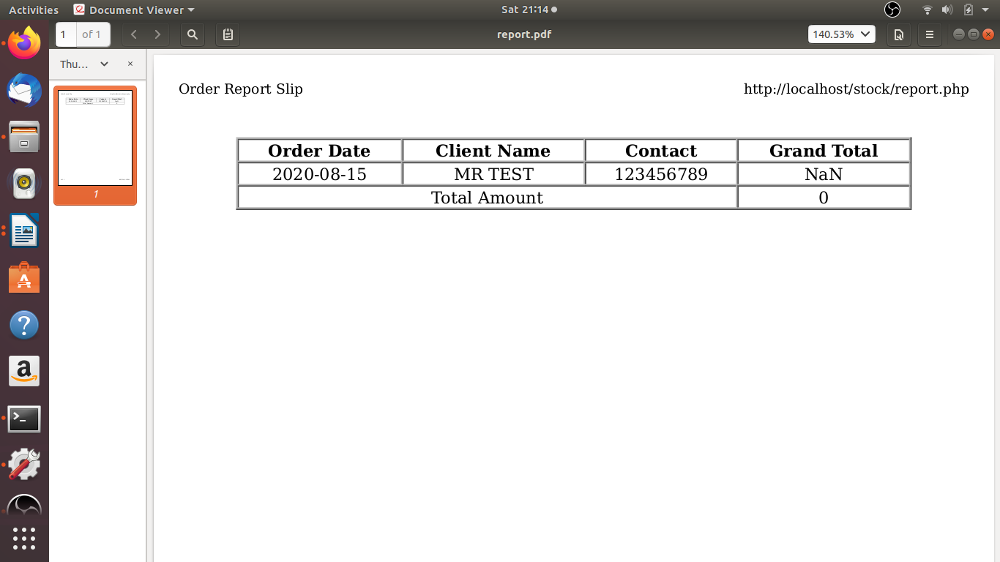 Activities Document Viewer Sat 21:14
1 of 1 report.pdf 140.53%
Thu...
1
Order Report Slip http://localhost/stock/report.php
Order Date Client Name Contact Grand Total
2020-08-15 MR TEST 123456789 NaN
Total Amount 0